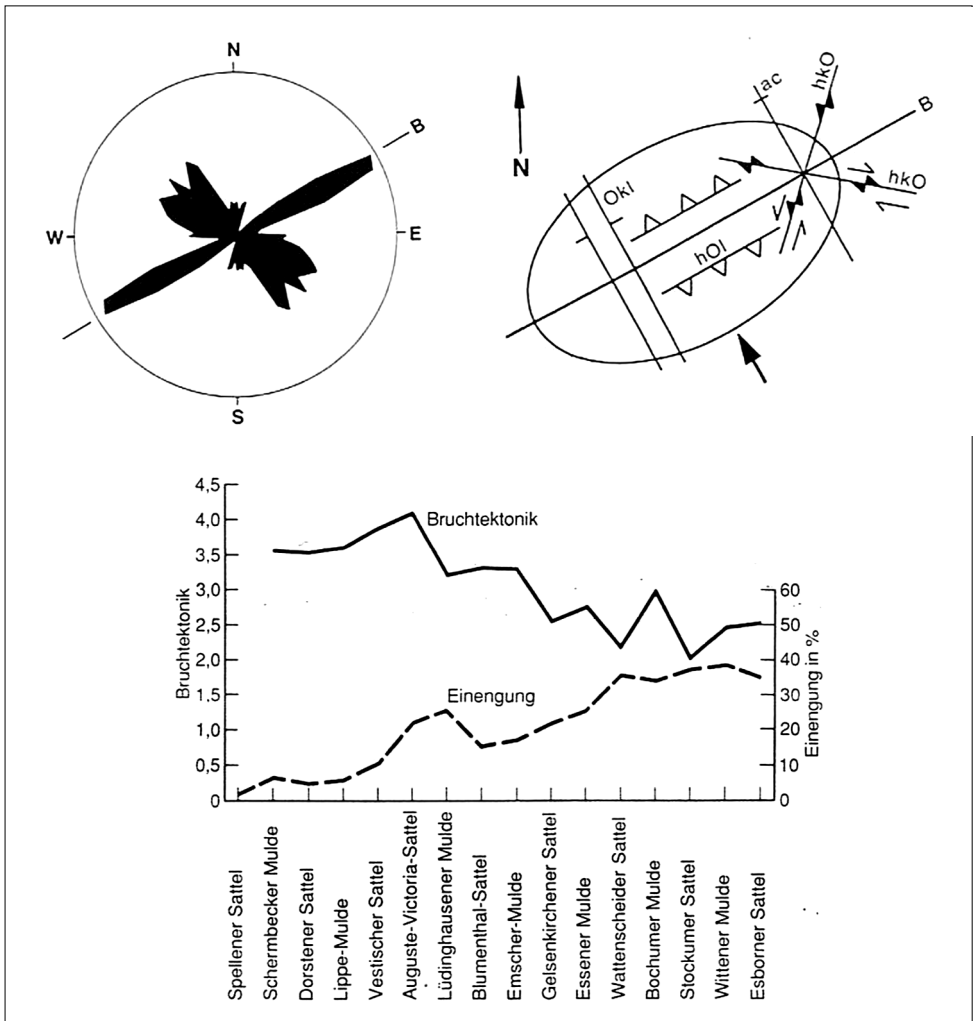 N
B
W
E
S
N
ac
hkO
B
hkO
Okl
hOl
4,5
4,0
3,5
3,0
2,5
2,0
1,5
1,0
0,5
0
Bruchtektonik
Bruchtektonik
Einengung
60
50
40
30
20
10
0
Einengung in %
Spellener Sattel
Schermbecker Mulde
Dorstener Sattel
Lippe-Mulde
Vestischer Sattel
Auguste-Victoria-Sattel
Lüdinghausener Mulde
Blumenthal-Sattel
Emscher-Mulde
Gelsenkirchener Sattel
Essener Mulde
Wattenscheider Sattel
Bochumer Mulde
Stockumer Sattel
Wittener Mulde
Esborner Sattel